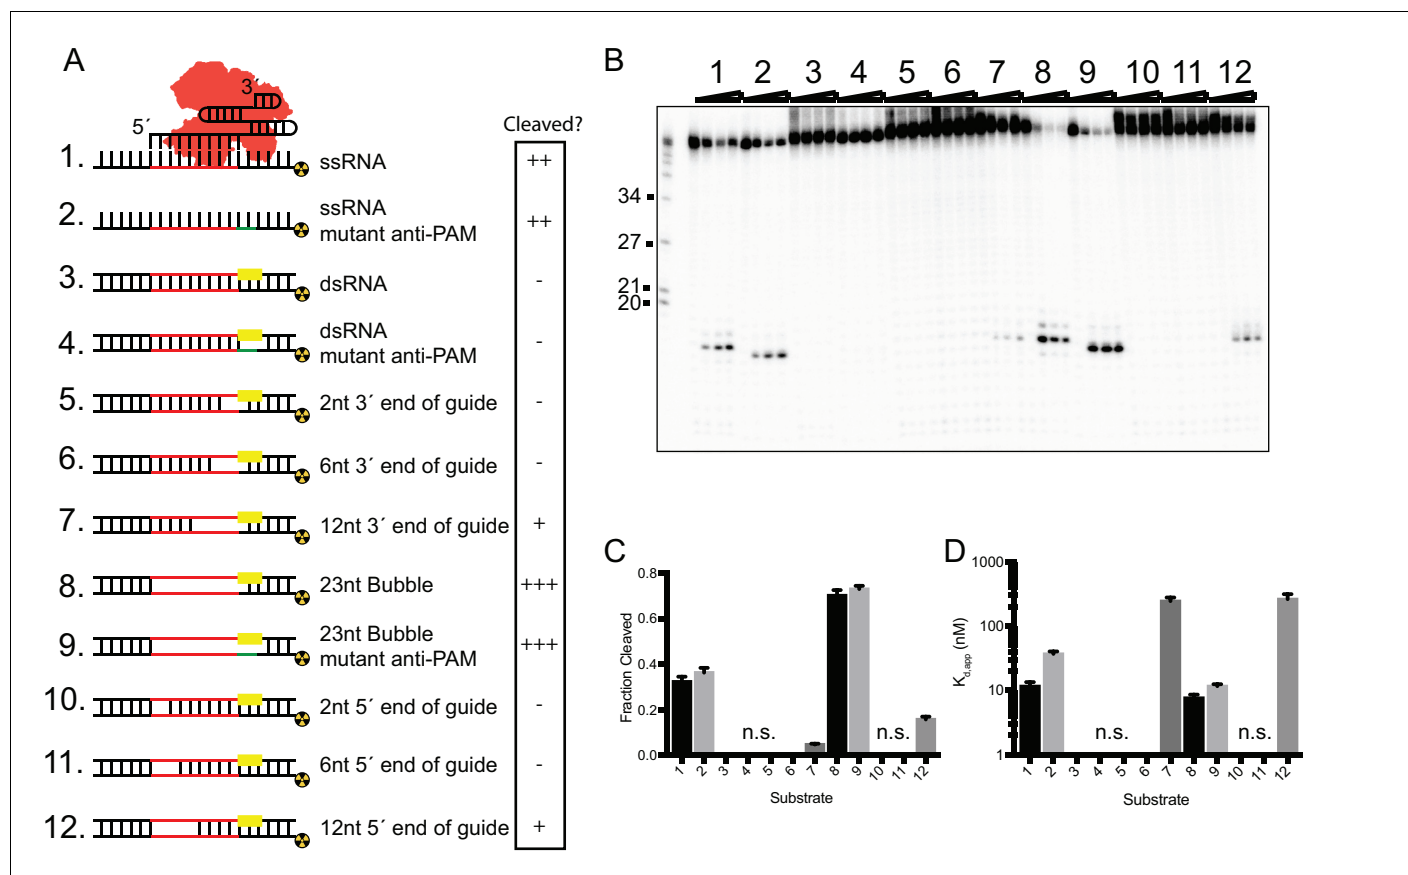 A
3´
5´
Cleaved?
1.
ssRNA
++
2.
ssRNA
mutant anti-PAM
++
3.
dsRNA
-
4.
dsRNA
mutant anti-PAM
-
5.
2nt 3´ end of guide
-
6.
6nt 3´ end of guide
-
7.
12nt 3´ end of guide
+
8.
23nt Bubble
+++
9.
23nt Bubble
mutant anti-PAM
+++
10.
2nt 5´ end of guide
-
11.
6nt 5´ end of guide
-
12.
12nt 5´ end of guide
+
B
1 2 3 4 5 6 7 8 9 10 11 12
34
27
21
20
C
Fraction Cleaved
0.8
0.6
0.4
0.2
0.0
n.s.
n.s.
1 2 3 4 5 6 7 8 9 10 11 12
Substrate
D
Kd,app (nM)
1000
100
10
1
n.s.
n.s.
1 2 3 4 5 6 7 8 9 10 11 12
Substrate